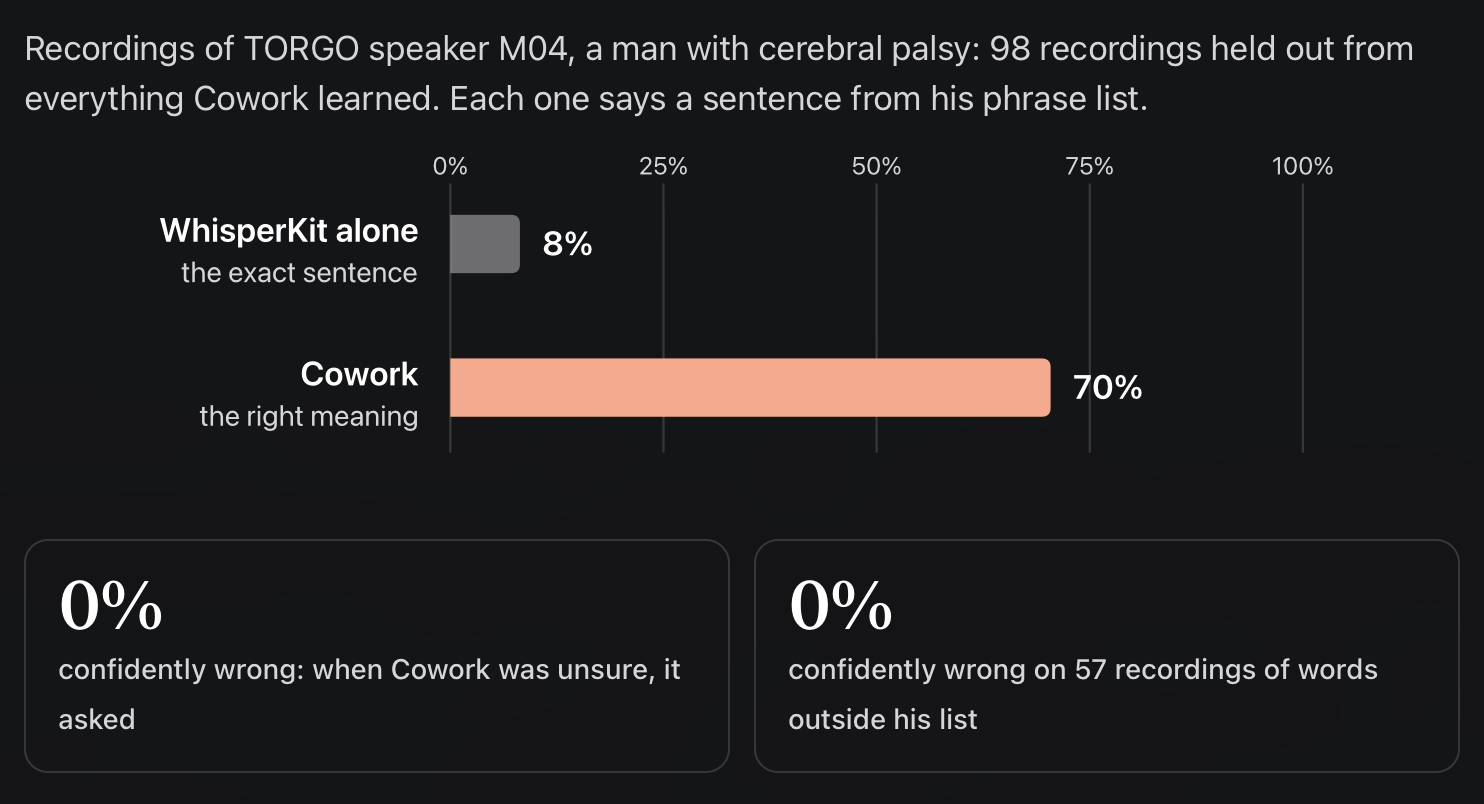 Recordings of TORGO speaker M04, a man with cerebral palsy: 98 recordings held out from
everything Cowork learned. Each one says a sentence from his phrase list.
0% 25% 50% 75% 100%
WhisperKit alone
the exact sentence
8%
Cowork
the right meaning
70%
0%
confidently wrong: when Cowork was unsure, it
asked
0%
confidently wrong on 57 recordings of words
outside his list